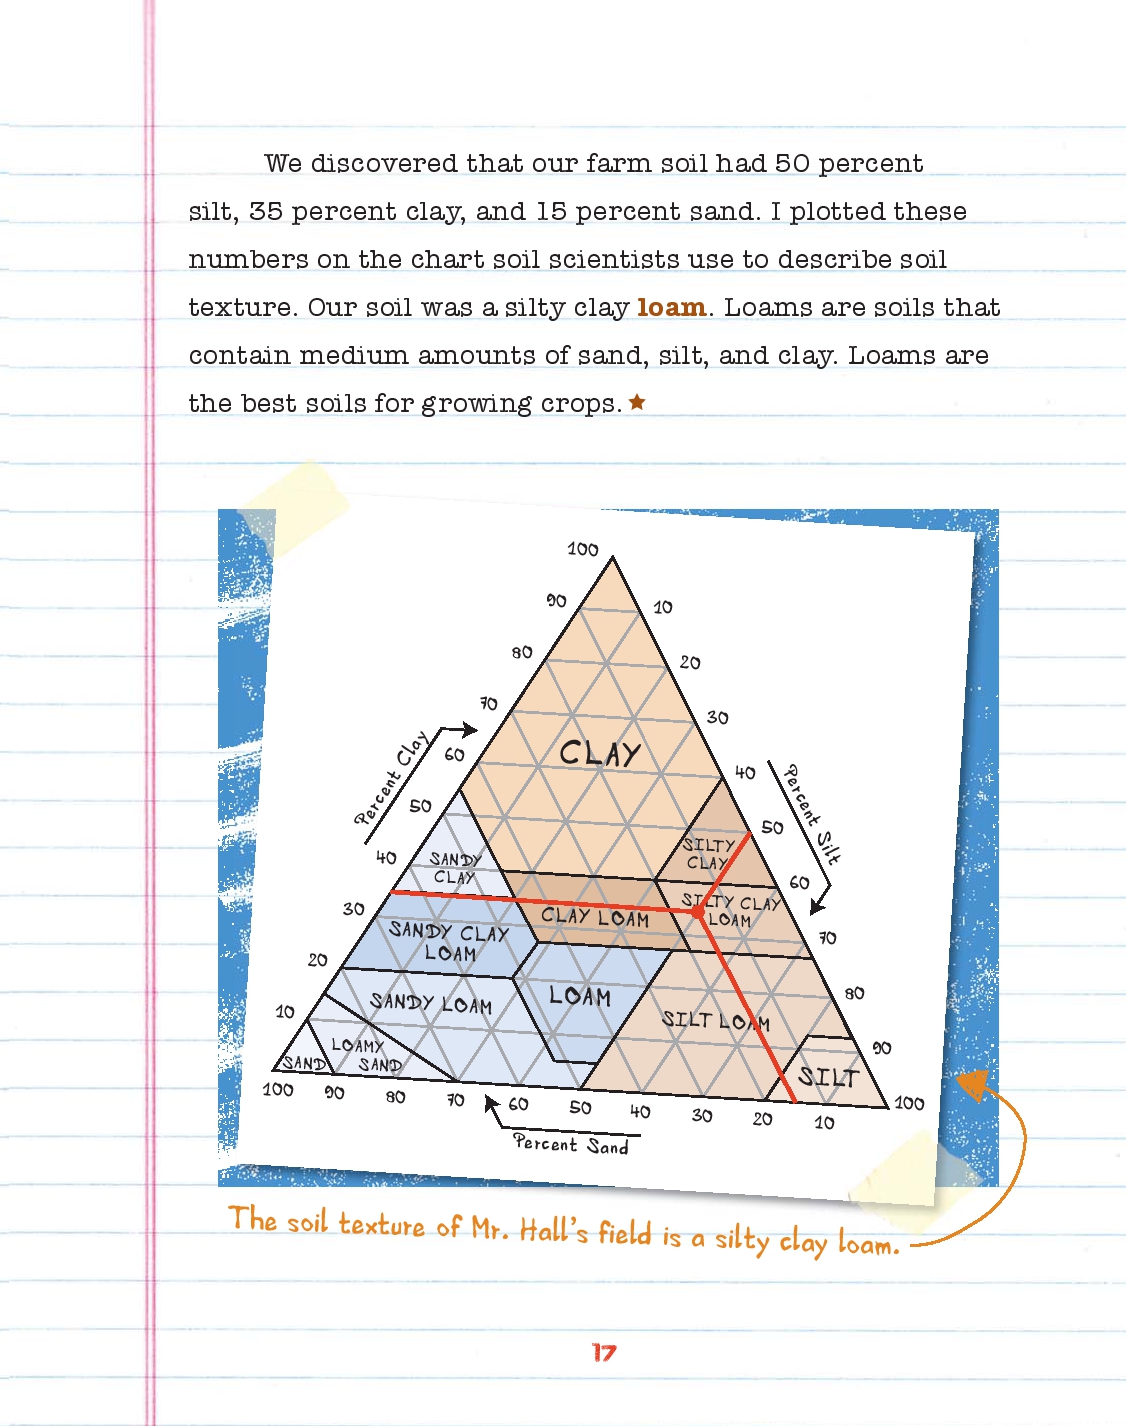 We discovered that our farm soil had 50 percent
silt, 35 percent clay, and 15 percent sand. I plotted these
numbers on the chart soil scientists use to describe soil
texture. Our soil was a silty clay loam. Loams are soils that
contain medium amounts of sand, silt, and clay. Loams are
the best soils for growing crops. ★
100
90
10
80
20
70
30
CLAY
60
40
Percent Clay
Percent Silt
50
50
SILTY
CLAY
40
SANDY
CLAY
60
30
SILTY CLAY
LOAM
CLAY LOAM
SANDY CLAY
LOAM
70
20
LOAM
80
SANDY LOAM
10
SILT LOAM
90
LOAMY
SAND
SAND
SILT
100
90
80
70
60
50
40
30
20
10
100
Percent Sand
The soil texture of Mr. Hall's field is a silty clay loam.
17